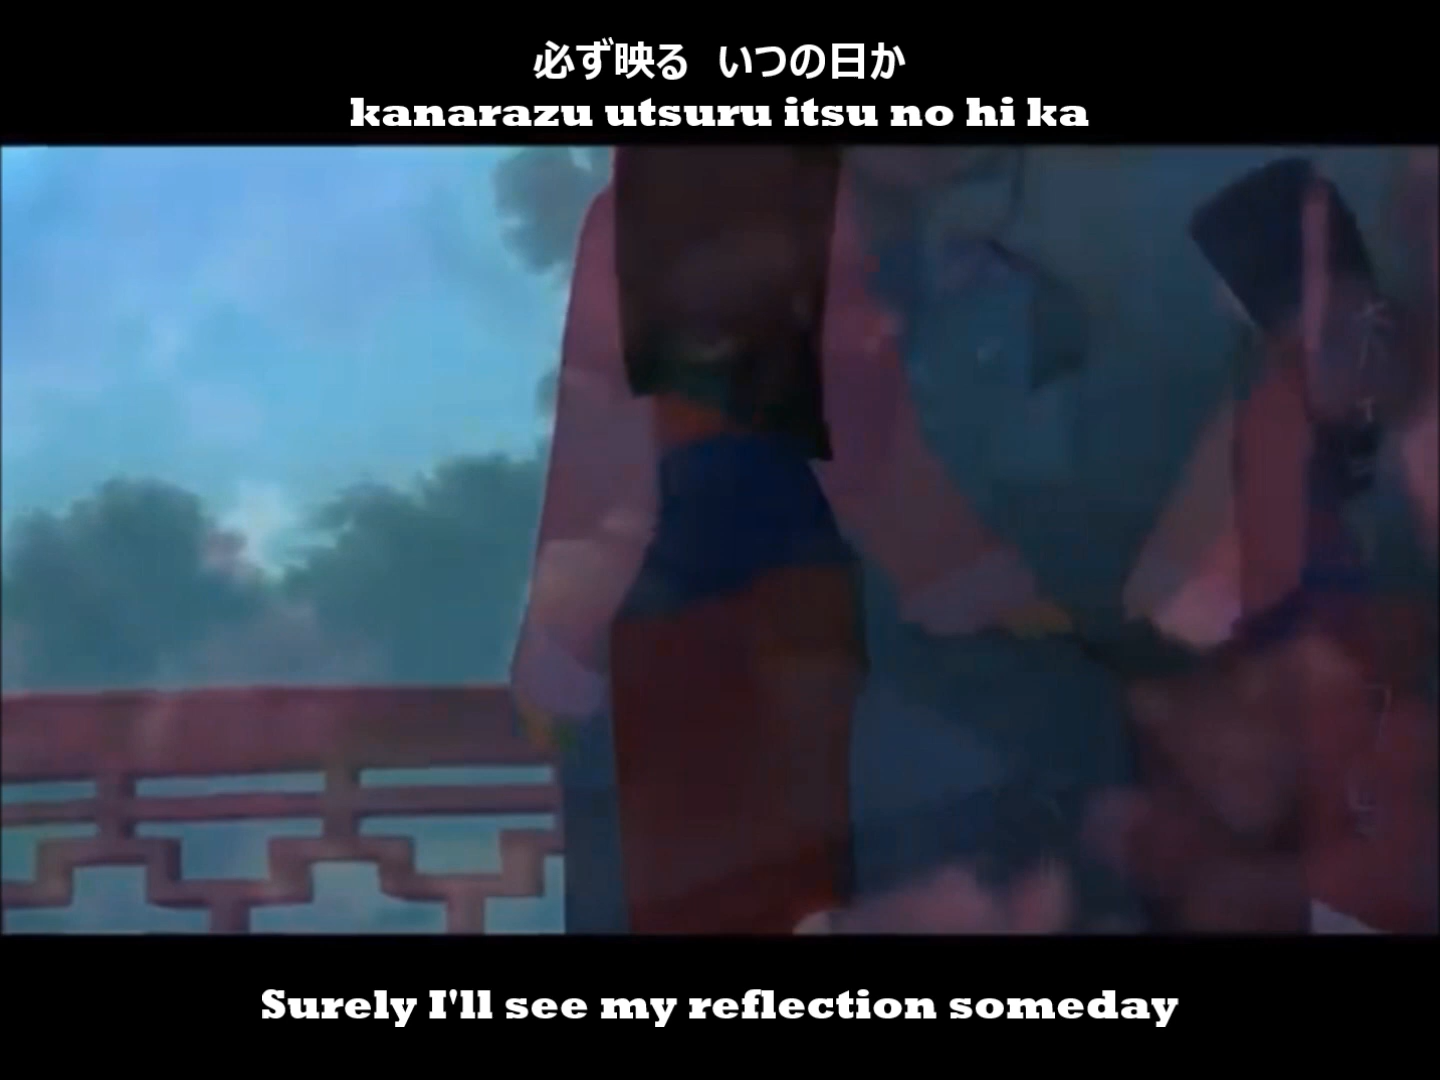 必ず映る　いつの日か
kanarazu utsuru itsu no hi ka
Surely I'll see my reflection someday